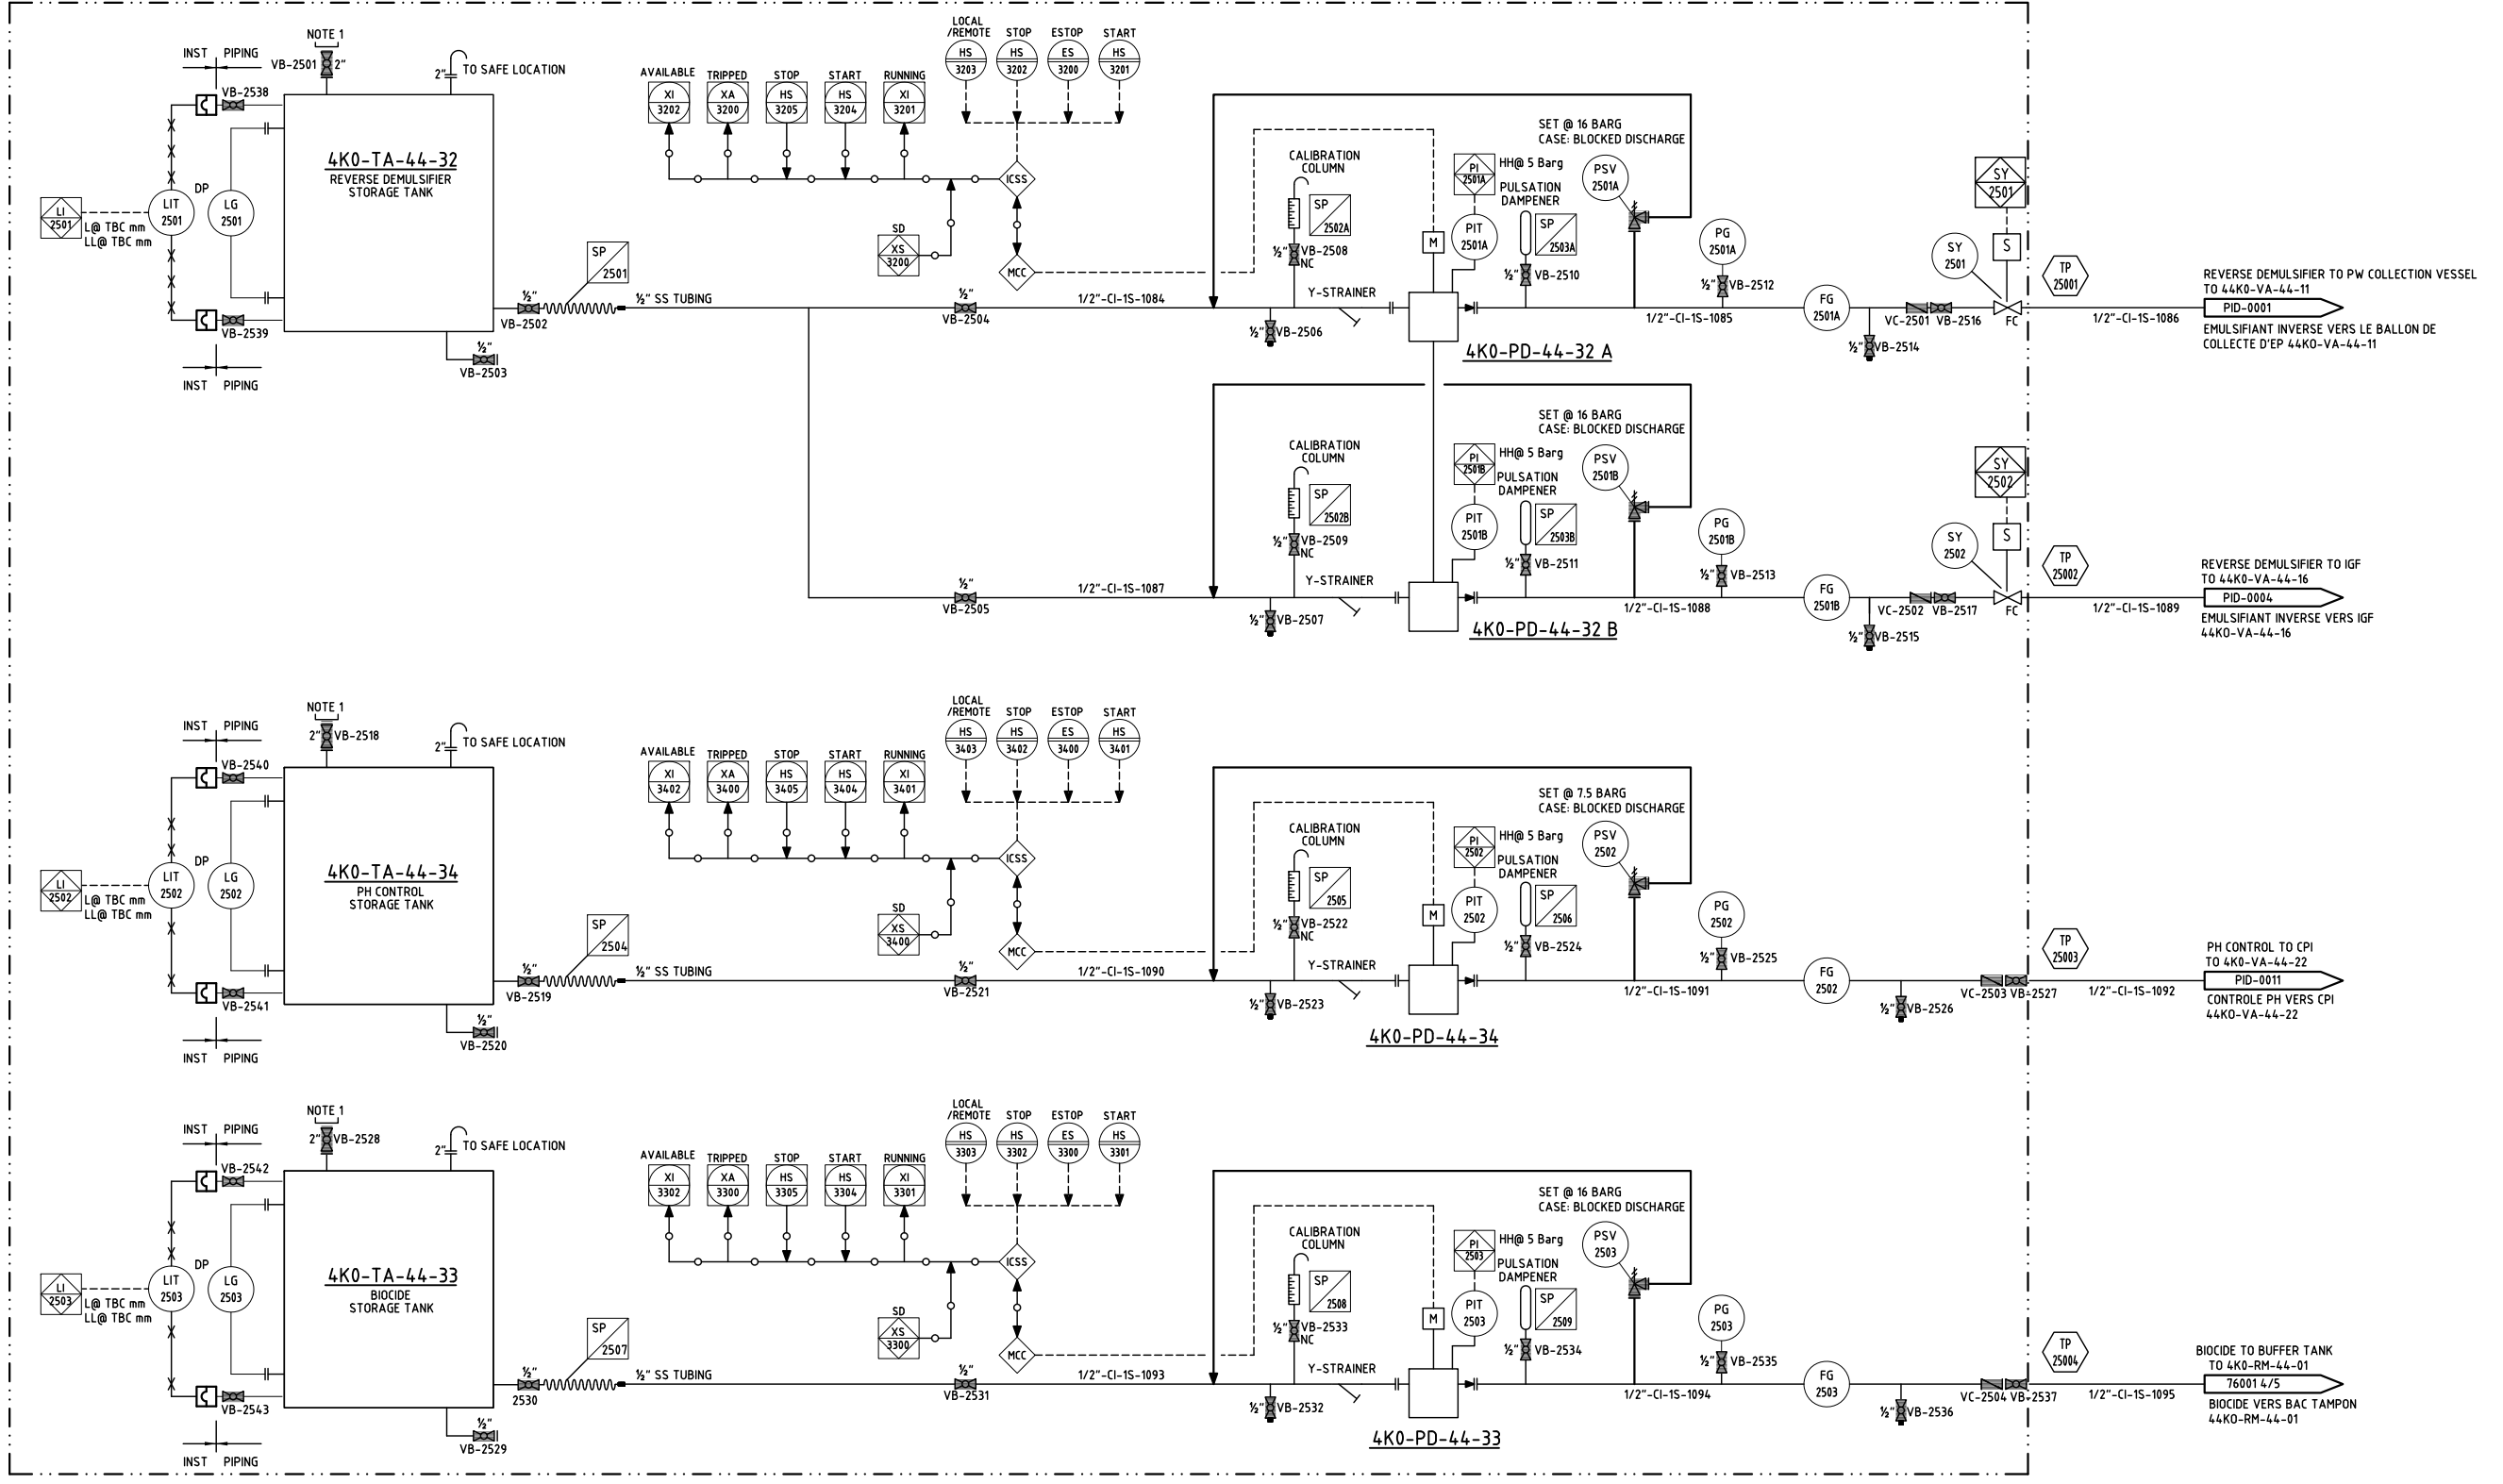 NOTE 1
INST PIPING
VB-2501 2"
2" TO SAFE LOCATION
VB-2538
4K0-TA-44-32
REVERSE DEMULSIFIER
STORAGE TANK
DP
LI
2501
LIT
2501
LG
2501
L@ TBC mm
LL@ TBC mm
VB-2539
INST PIPING
½"
VB-2502
½"
VB-2503
SP
2501
½" SS TUBING
AVAILABLE
XI
3202
TRIPPED
XA
3200
STOP
HS
3205
START
HS
3204
RUNNING
XI
3201
LOCAL
/REMOTE
HS
3203
STOP
HS
3202
ESTOP
ES
3200
START
HS
3201
ICSS
SD
XS
3200
MCC
½"
VB-2504
1/2"-CI-1S-1084
CALIBRATION
COLUMN
SP
2502A
½" VB-2508
NC
½" VB-2506
Y-STRAINER
M
PI
2501A
HH@ 5 Barg
PIT
2501A
PULSATION
DAMPENER
SP
2503A
½" VB-2510
4K0-PD-44-32 A
SET @ 16 BARG
CASE: BLOCKED DISCHARGE
PSV
2501A
PG
2501A
½" VB-2512
1/2"-CI-1S-1085
FG
2501A
½" VB-2514
VC-2501 VB-2516
SY
2501
SY
2501
S
FC
TP
25001
1/2"-CI-1S-1086
REVERSE DEMULSIFIER TO PW COLLECTION VESSEL
TO 44K0-VA-44-11
PID-0001
EMULSIFIANT INVERSE VERS LE BALLON DE
COLLECTE D'EP 44KO-VA-44-11
½"
VB-2505
1/2"-CI-1S-1087
CALIBRATION
COLUMN
SP
2502B
½" VB-2509
NC
½" VB-2507
Y-STRAINER
PI
2501B
HH@ 5 Barg
PIT
2501B
PULSATION
DAMPENER
SP
2503B
½" VB-2511
4K0-PD-44-32 B
SET @ 16 BARG
CASE: BLOCKED DISCHARGE
PSV
2501B
PG
2501B
½" VB-2513
1/2"-CI-1S-1088
FG
2501B
½" VB-2515
VC-2502 VB-2517
SY
2502
SY
2502
S
FC
TP
25002
1/2"-CI-1S-1089
REVERSE DEMULSIFIER TO IGF
TO 44K0-VA-44-16
PID-0004
EMULSIFIANT INVERSE VERS IGF
44KO-VA-44-16
NOTE 1
INST PIPING
2" VB-2518
2" TO SAFE LOCATION
VB-2540
4K0-TA-44-34
PH CONTROL
STORAGE TANK
DP
LI
2502
LIT
2502
LG
2502
L@ TBC mm
LL@ TBC mm
VB-2541
INST PIPING
½"
VB-2519
½"
VB-2520
SP
2504
½" SS TUBING
AVAILABLE
XI
3402
TRIPPED
XA
3400
STOP
HS
3405
START
HS
3404
RUNNING
XI
3401
LOCAL
/REMOTE
HS
3403
STOP
HS
3402
ESTOP
ES
3400
START
HS
3401
ICSS
SD
XS
3400
MCC
½"
VB-2521
1/2"-CI-1S-1090
CALIBRATION
COLUMN
SP
2505
½" VB-2522
NC
½" VB-2523
Y-STRAINER
M
PI
2502
HH@ 5 Barg
PIT
2502
PULSATION
DAMPENER
SP
2506
½" VB-2524
4K0-PD-44-34
SET @ 7.5 BARG
CASE: BLOCKED DISCHARGE
PSV
2502
PG
2502
½" VB-2525
1/2"-CI-1S-1091
FG
2502
½" VB-2526
VC-2503 VB-2527
TP
25003
1/2"-CI-1S-1092
PH CONTROL TO CPI
TO 4K0-VA-44-22
PID-0011
CONTROLE PH VERS CPI
44KO-VA-44-22
NOTE 1
INST PIPING
2" VB-2528
2" TO SAFE LOCATION
VB-2542
4K0-TA-44-33
BIOCIDE
STORAGE TANK
DP
LI
2503
LIT
2503
LG
2503
L@ TBC mm
LL@ TBC mm
VB-2543
INST PIPING
½"
2530
½"
VB-2529
SP
2507
½" SS TUBING
AVAILABLE
XI
3302
TRIPPED
XA
3300
STOP
HS
3305
START
HS
3304
RUNNING
XI
3301
LOCAL
/REMOTE
HS
3303
STOP
HS
3302
ESTOP
ES
3300
START
HS
3301
ICSS
SD
XS
3300
MCC
½"
VB-2531
1/2"-CI-1S-1093
CALIBRATION
COLUMN
SP
2508
½" VB-2533
NC
½" VB-2532
Y-STRAINER
M
PI
2503
HH@ 5 Barg
PIT
2503
PULSATION
DAMPENER
SP
2509
½" VB-2534
4K0-PD-44-33
SET @ 16 BARG
CASE: BLOCKED DISCHARGE
PSV
2503
PG
2503
½" VB-2535
1/2"-CI-1S-1094
FG
2503
½" VB-2536
VC-2504 VB-2537
TP
25004
1/2"-CI-1S-1095
BIOCIDE TO BUFFER TANK
TO 4K0-RM-44-01
76001 4/5
BIOCIDE VERS BAC TAMPON
44KO-RM-44-01